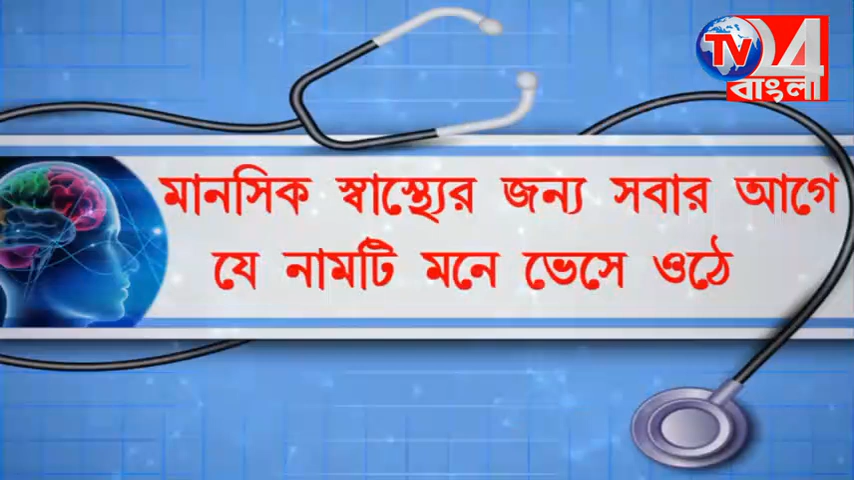 TV 24
বাংলা
মানসিক স্বাস্থ্যের জন্য সবার আগে
যে নামটি মনে ভেসে ওঠে